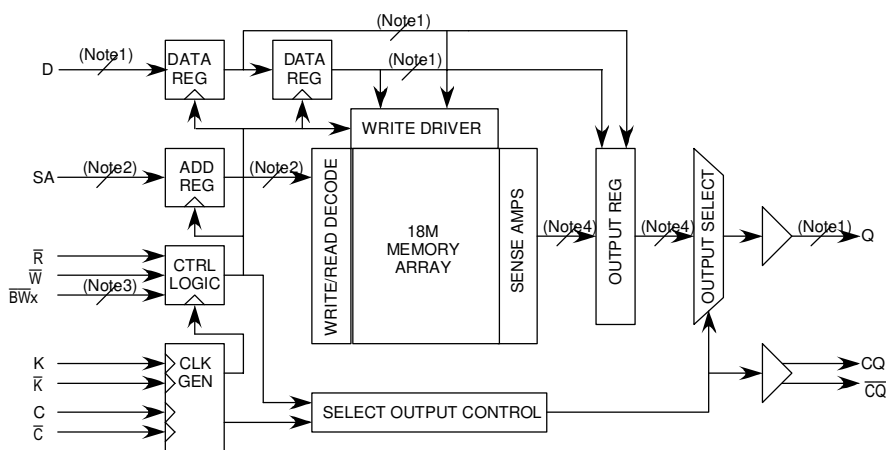 (Note1)
D
(Note1)
DATA
REG
DATA
REG
(Note1)
WRITE DRIVER
SA
(Note2)
ADD
REG
(Note2)
WRITE/READ DECODE
18M
MEMORY
ARRAY
SENSE AMPS
(Note4)
OUTPUT REG
(Note4)
OUTPUT SELECT
(Note1)
Q
R̅
W̅
B̅W̅x
(Note3)
CTRL
LOGIC
K
K̅
C
C̅
CLK
GEN
SELECT OUTPUT CONTROL
CQ
C̅Q̅